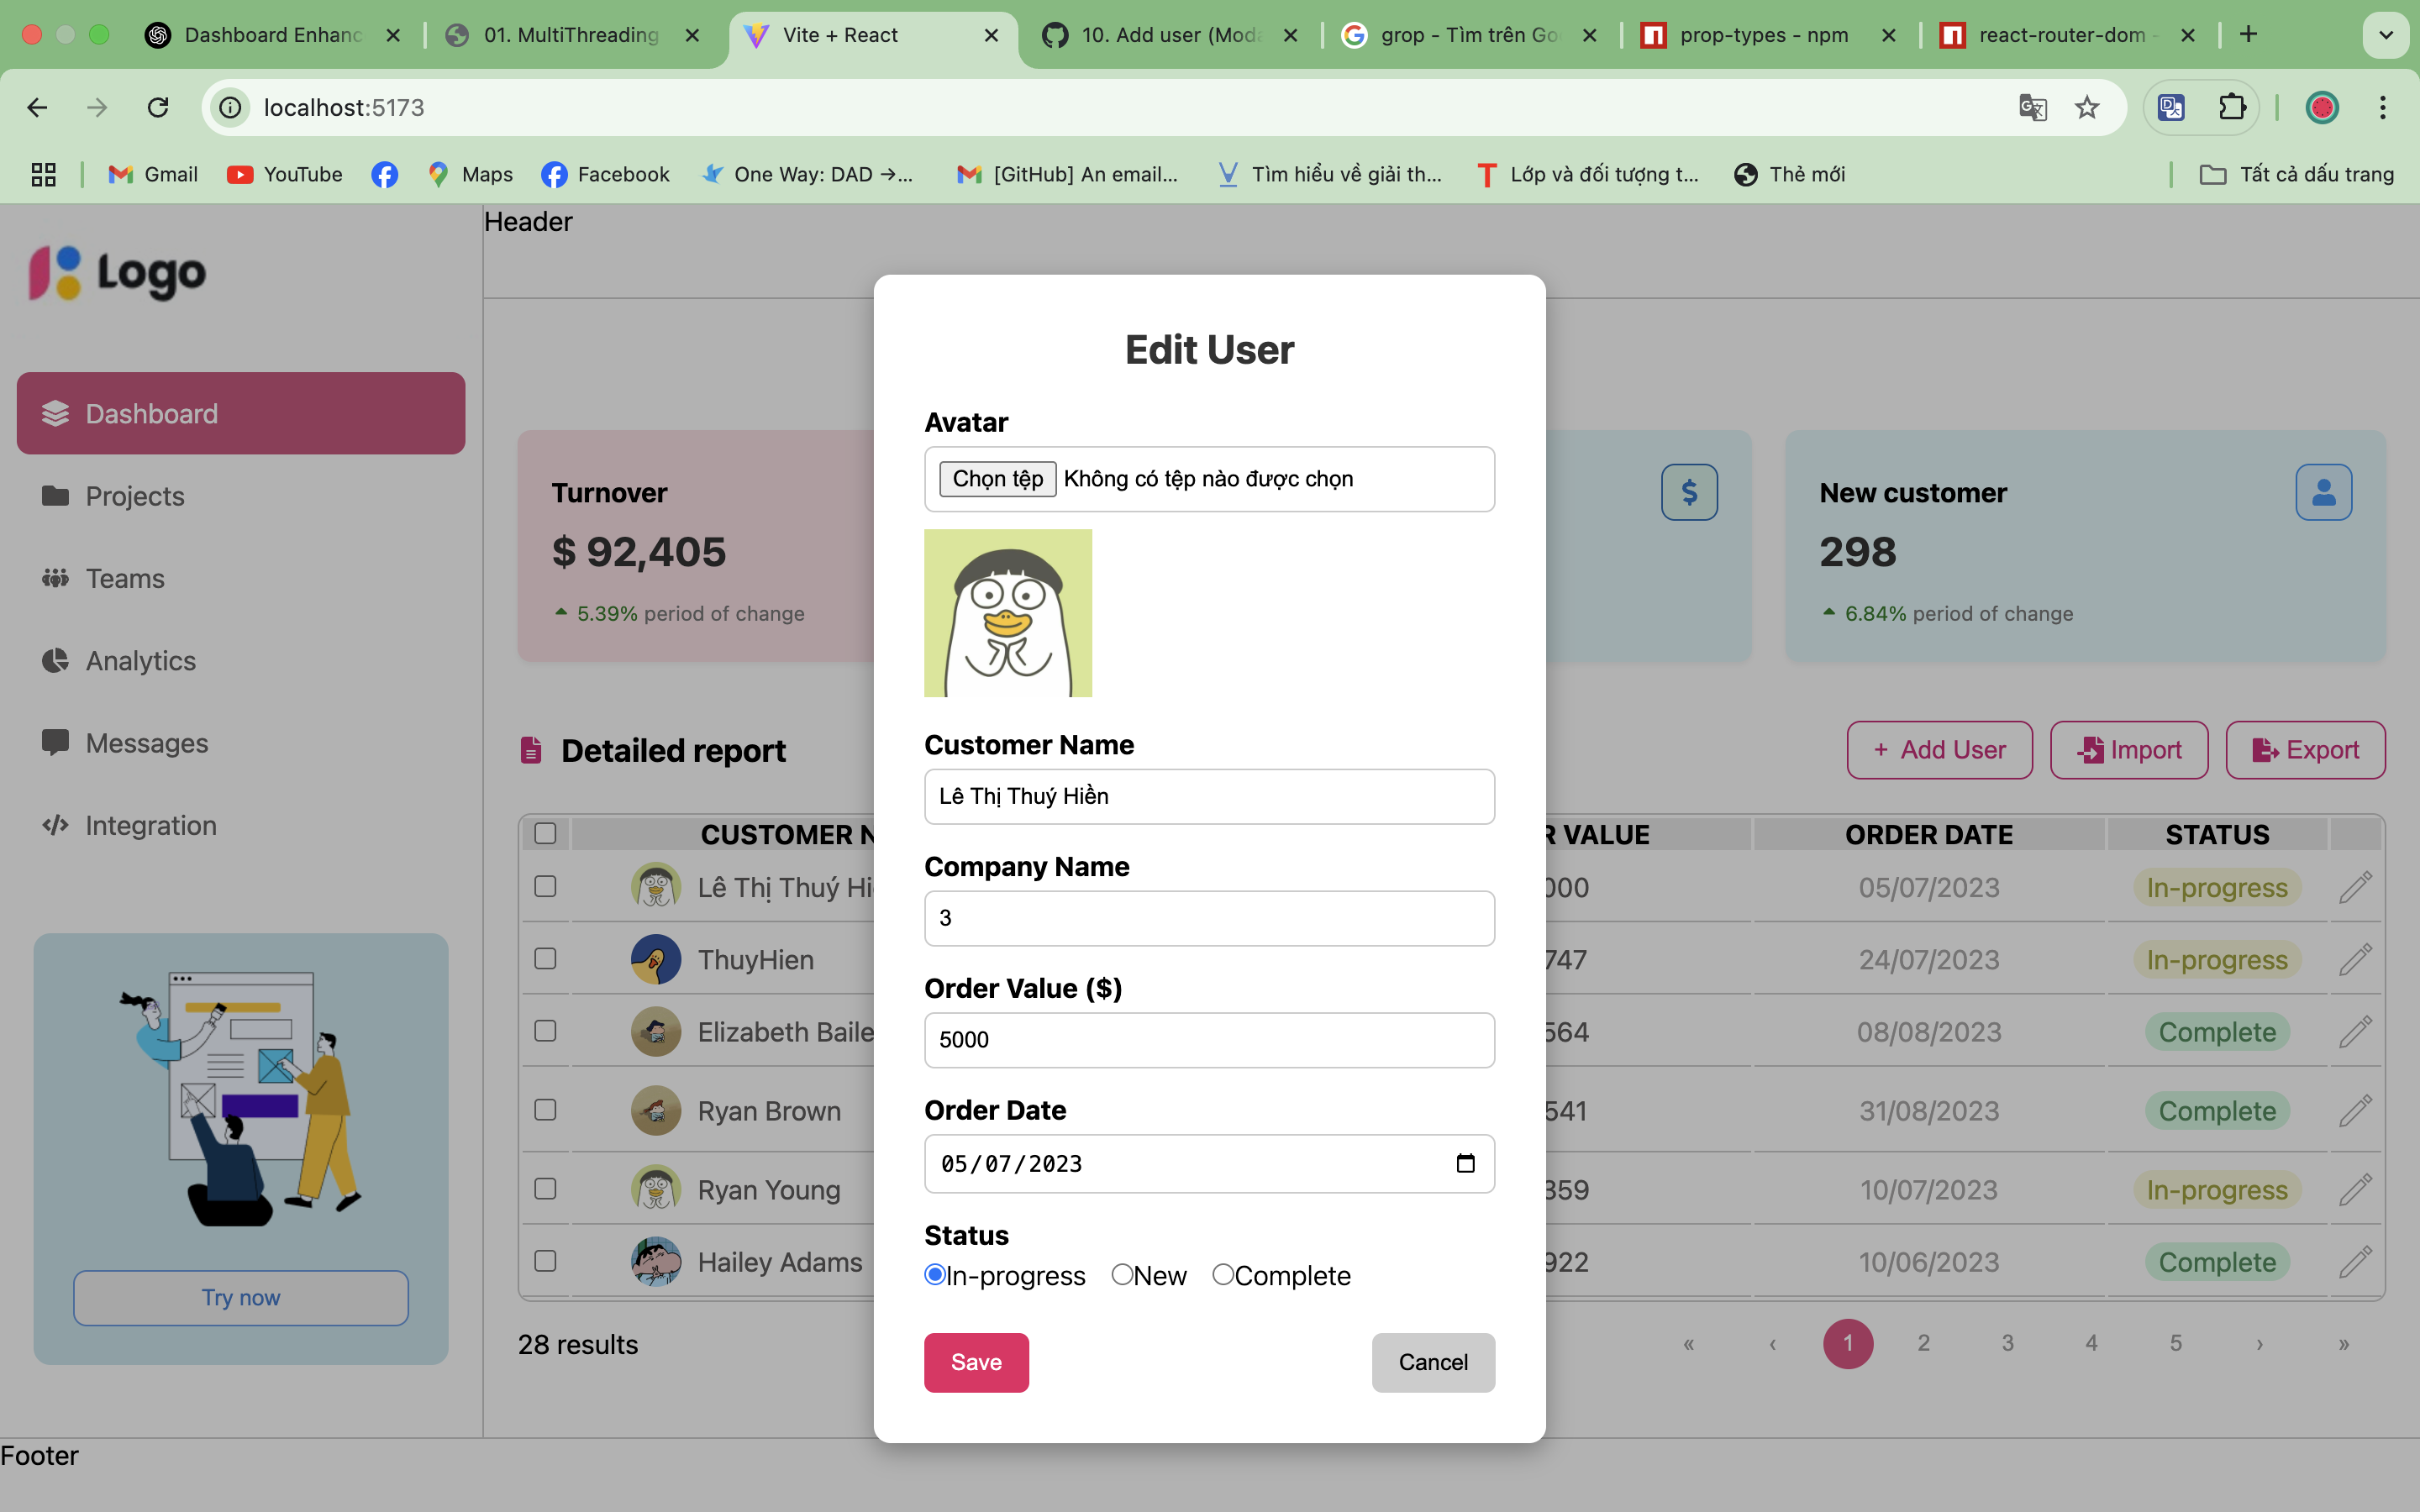 Dashboard Enhanc
01. MultiThreading
Vite + React
10. Add user (Moda
grop - Tìm trên Go
prop-types - npm
react-router-dom -
localhost:5173
Gmail
YouTube
Maps
Facebook
One Way: DAD →...
[GitHub] An email...
Tìm hiểu về giải th...
Lớp và đối tượng t...
Thẻ mới
Tất cả dấu trang
Logo
Header
Dashboard
Projects
Teams
Analytics
Messages
Integration
Try now
Turnover
$ 92,405
5.39% period of change
$
New customer
298
6.84% period of change
Detailed report
+ Add User
Import
Export
CUSTOMER N
R VALUE
ORDER DATE
STATUS
Lê Thị Thuý Hi
000
05/07/2023
In-progress
ThuyHien
747
24/07/2023
In-progress
Elizabeth Baile
564
08/08/2023
Complete
Ryan Brown
541
31/08/2023
Complete
Ryan Young
359
10/07/2023
In-progress
Hailey Adams
922
10/06/2023
Complete
28 results
« ‹ 1 2 3 4 5 › »
Edit User
Avatar
Chọn tệp Không có tệp nào được chọn
Customer Name
Lê Thị Thuý Hiền
Company Name
3
Order Value ($)
5000
Order Date
05/07/2023
Status
In-progress New Complete
Save
Cancel
Footer